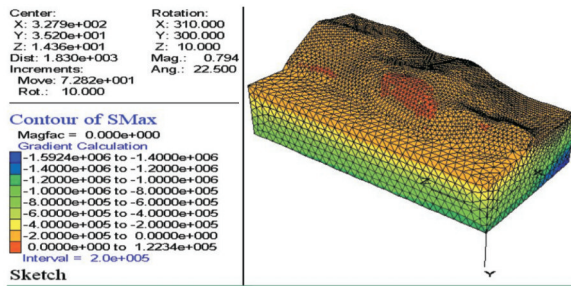 Center:
X: 3.279e+002
Y: 3.520e+001
Z: 1.436e+001
Dist: 1.830e+003
Increments:
Move: 7.282e+001
Rot.: 10.000
Rotation:
X: 310.000
Y: 300.000
Z: 10.000
Mag.: 0.794
Ang.: 22.500
Contour of SMax
Magfac = 0.000e+000
Gradient Calculation
-1.5924e+006 to -1.4000e+006
-1.4000e+006 to -1.2000e+006
-1.2000e+006 to -1.0000e+006
-1.0000e+006 to -8.0000e+005
-8.0000e+005 to -6.0000e+005
-6.0000e+005 to -4.0000e+005
-4.0000e+005 to -2.0000e+005
-2.0000e+005 to 0.0000e+000
0.0000e+000 to 1.2234e+005
Interval = 2.0e+005
Sketch
Z
X
Y